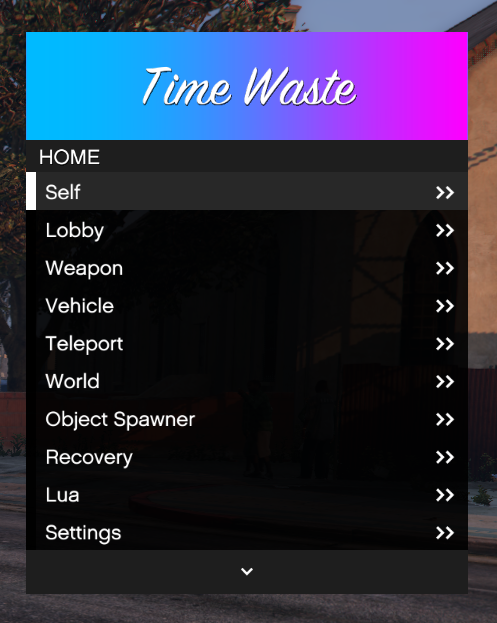 Time Waste
HOME
Self
Lobby
Weapon
Vehicle
Teleport
World
Object Spawner
Recovery
Lua
Settings